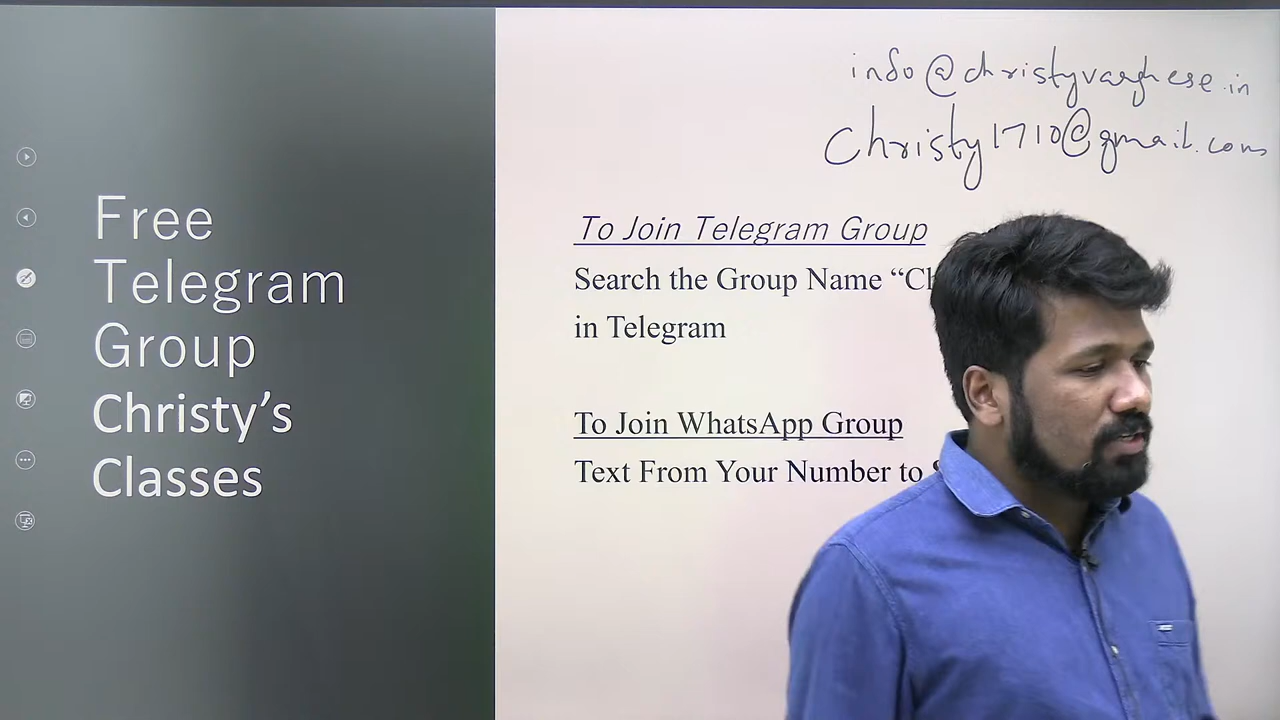 Free
Telegram
Group
Christy's
Classes
info@christyvarghese.in
Christy1710@gmail.com
To Join Telegram Group
Search the Group Name “Ch
in Telegram
To Join WhatsApp Group
Text From Your Number to